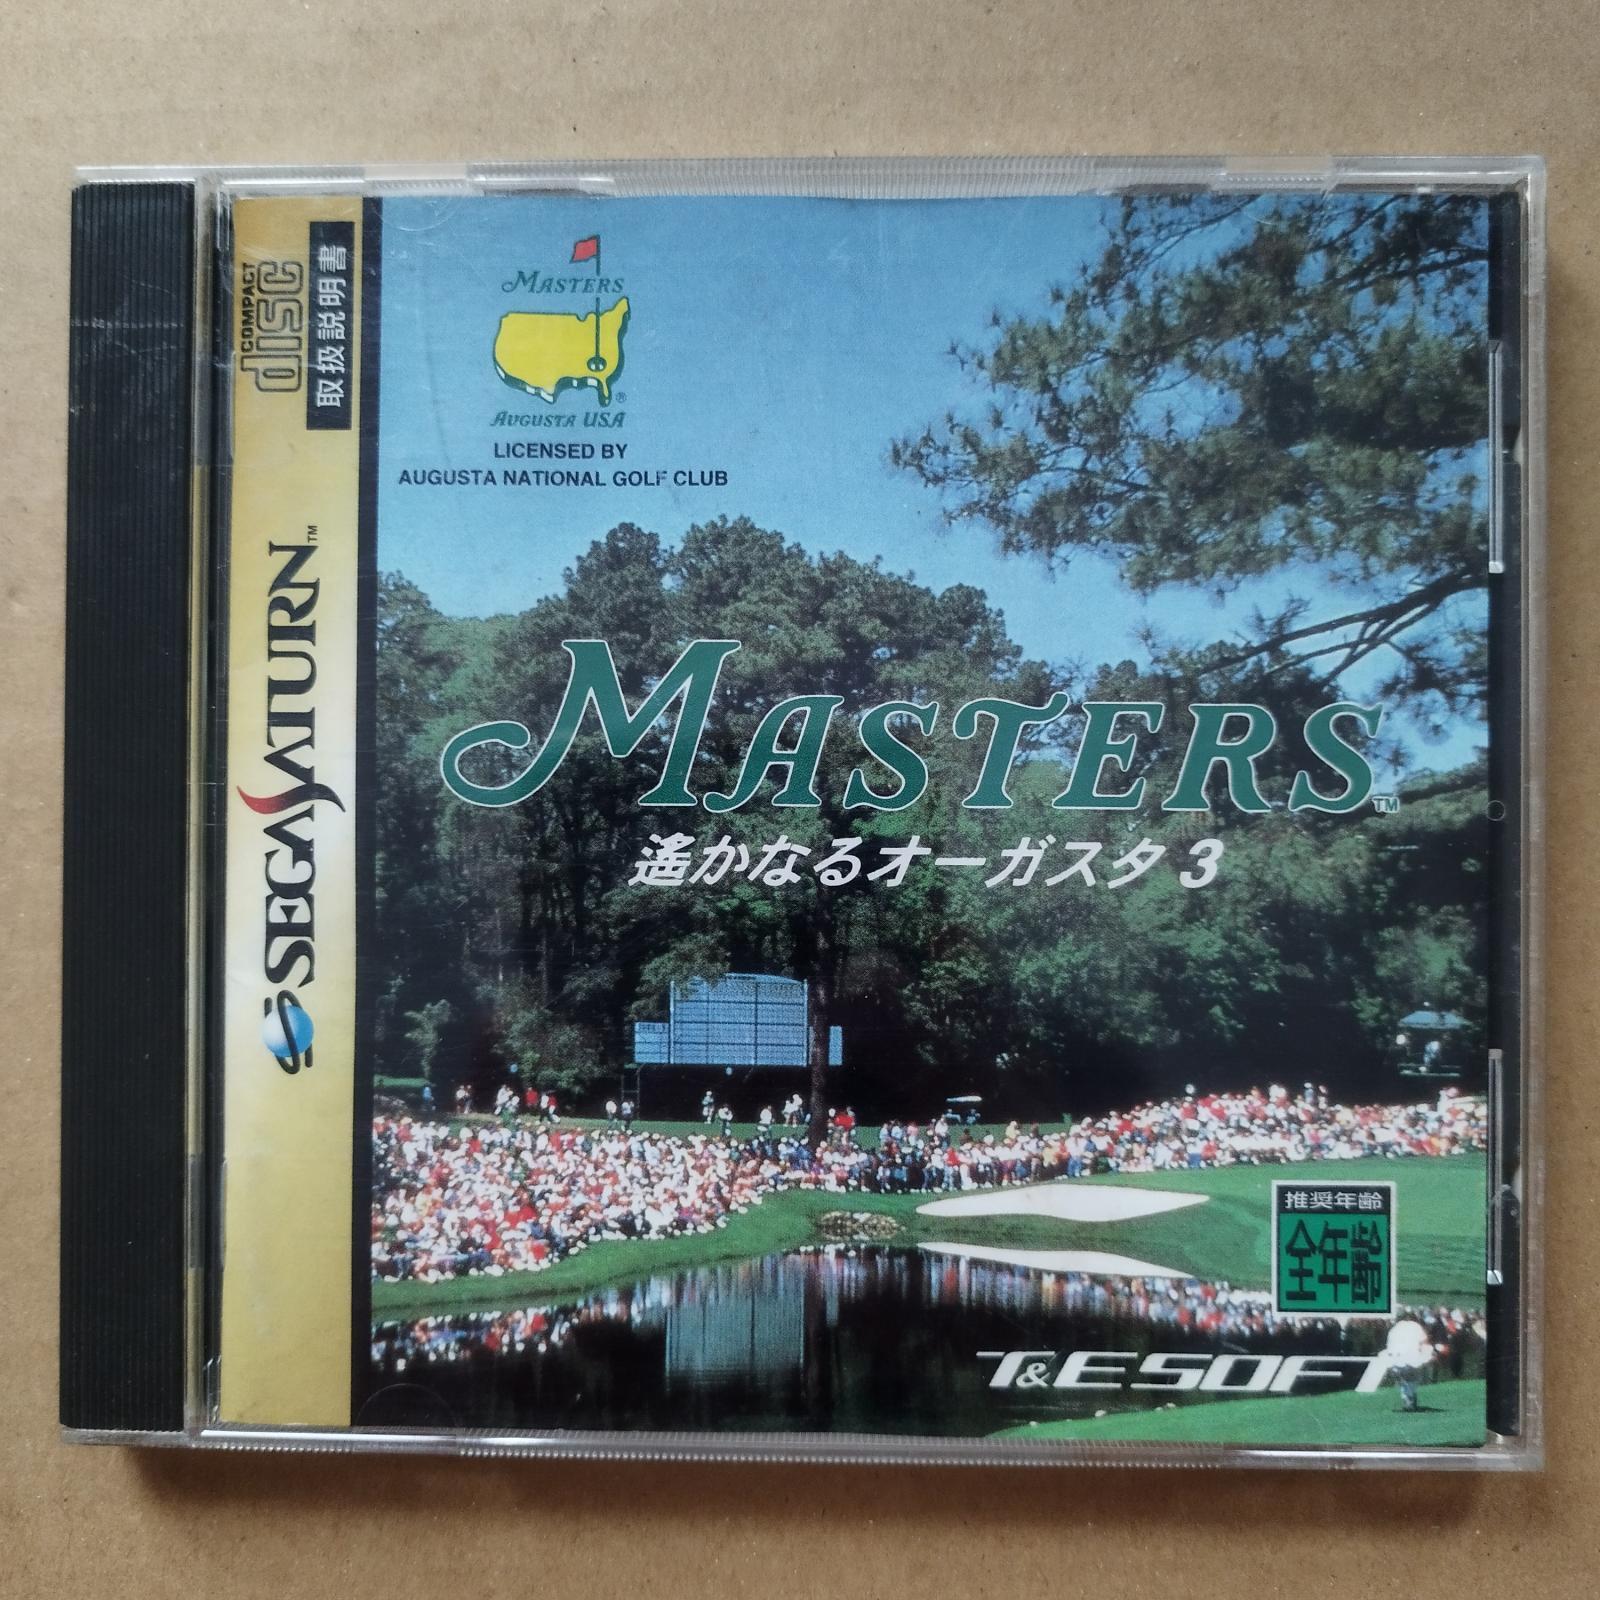 COMPACT
disc
取扱説明書
SEGA SATURN™
MASTERS
AUGUSTA USA®
LICENSED BY
AUGUSTA NATIONAL GOLF CLUB
MASTERS™
遙かなるオーガスタ3
推奨年齢
全年齢
T&E SOFT